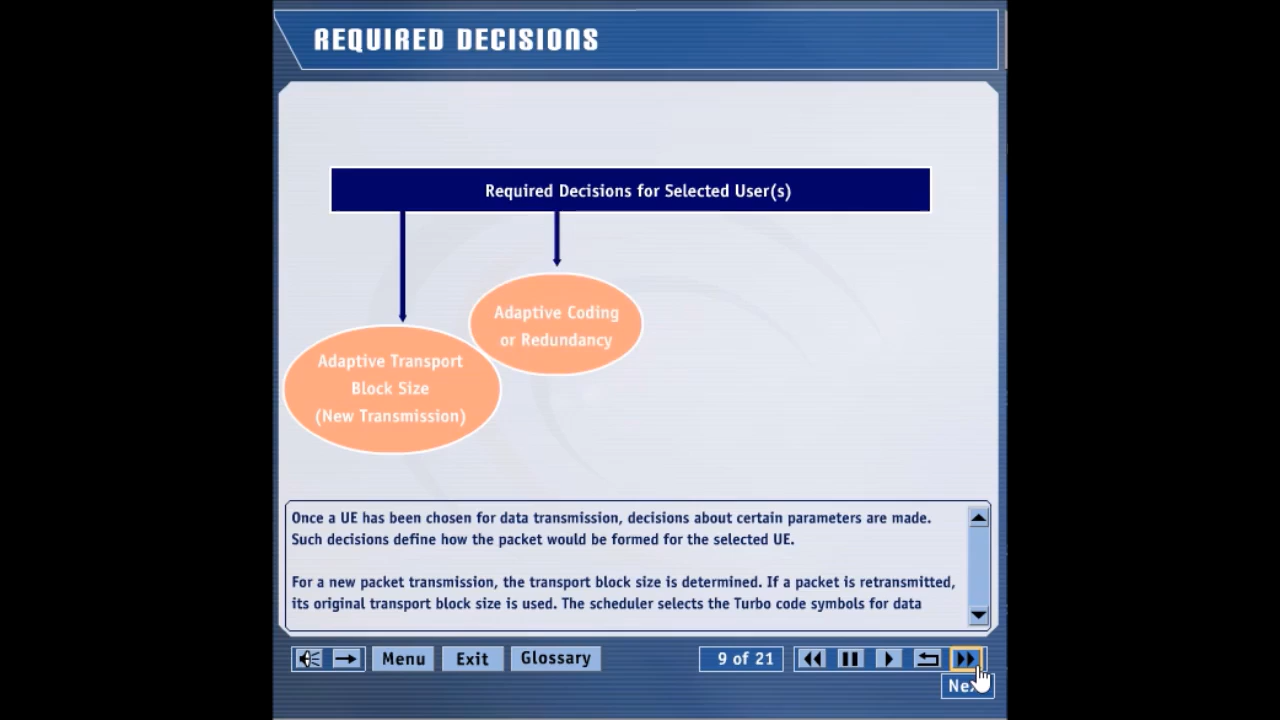 REQUIRED DECISIONS
Required Decisions for Selected User(s)
Adaptive Coding
or Redundancy
Adaptive Transport
Block Size
(New Transmission)
Once a UE has been chosen for data transmission, decisions about certain parameters are made.
Such decisions define how the packet would be formed for the selected UE.
For a new packet transmission, the transport block size is determined. If a packet is retransmitted,
its original transport block size is used. The scheduler selects the Turbo code symbols for data
Menu
Exit
Glossary
9 of 21